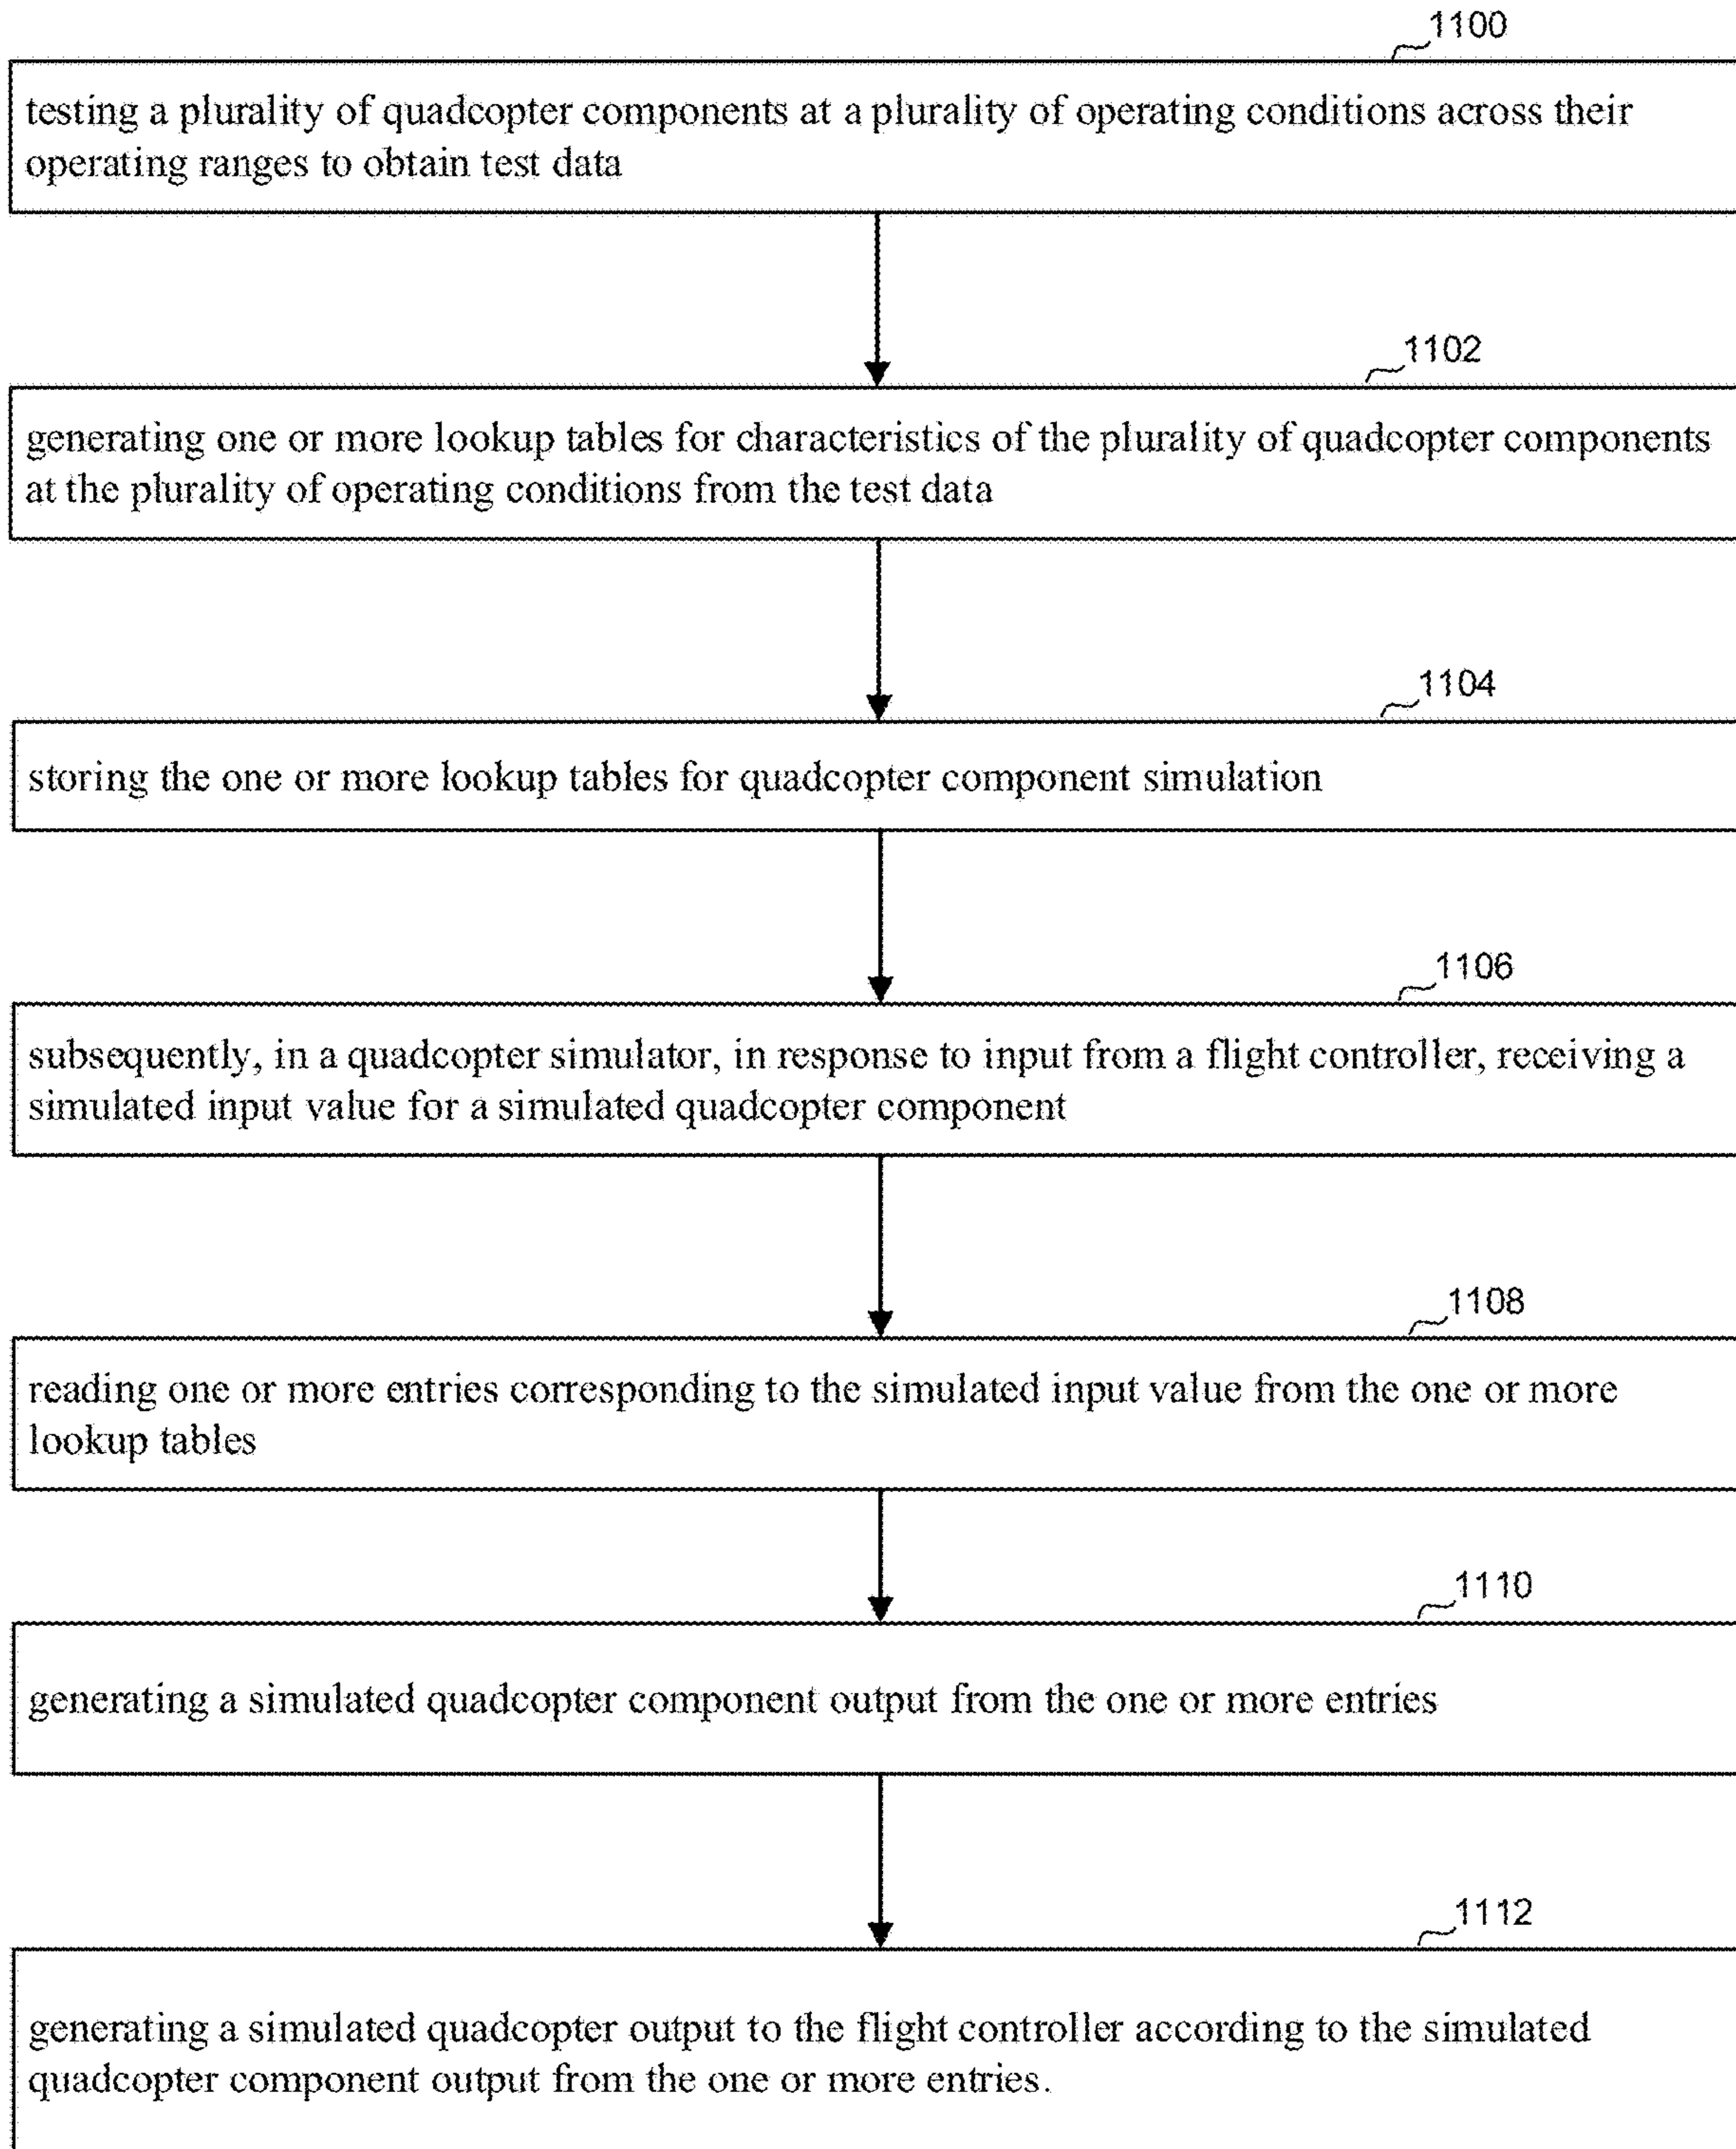 1100
testing a plurality of quadcopter components at a plurality of operating conditions across their
operating ranges to obtain test data
1102
generating one or more lookup tables for characteristics of the plurality of quadcopter components
at the plurality of operating conditions from the test data
1104
storing the one or more lookup tables for quadcopter component simulation
1106
subsequently, in a quadcopter simulator, in response to input from a flight controller, receiving a
simulated input value for a simulated quadcopter component
1108
reading one or more entries corresponding to the simulated input value from the one or more
lookup tables
1110
generating a simulated quadcopter component output from the one or more entries
1112
generating a simulated quadcopter output to the flight controller according to the simulated
quadcopter component output from the one or more entries.